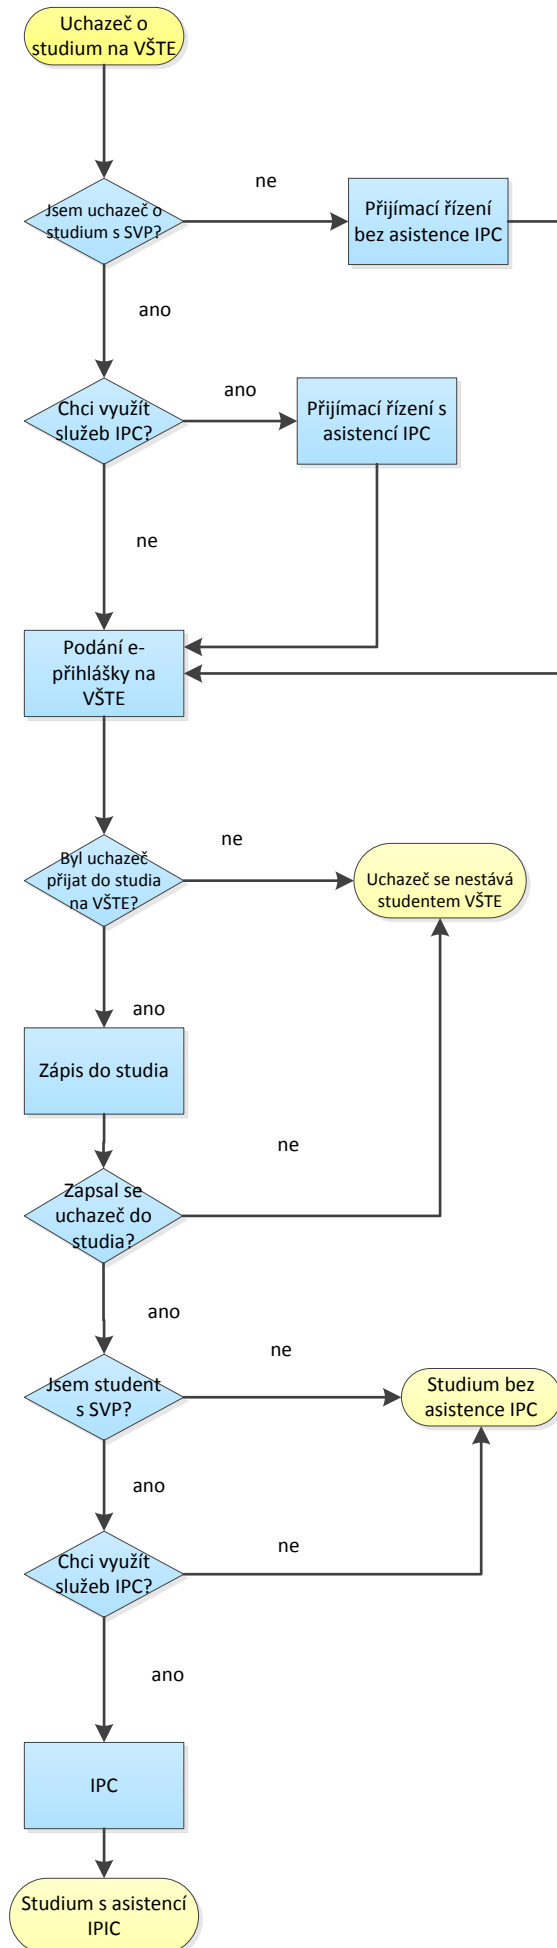 Uchazeč o
studium na VŠTE
ne
Jsem uchazeč o
studium s SVP?
Přijímací řízení
bez asistence IPC
ano
ano
Chci využít
služeb IPC?
Přijímací řízení s
asistencí IPC
ne
Podání e-
přihlášky na
VŠTE
ne
Byl uchazeč
přijat do studia
na VŠTE?
Uchazeč se nestává
studentem VŠTE
ano
Zápis do studia
ne
Zapsal se
uchazeč do
studia?
ano
ne
Jsem student
s SVP?
Studium bez
asistence IPC
ano
ne
Chci využít
služeb IPC?
ano
IPC
Studium s asistencí
IPIC